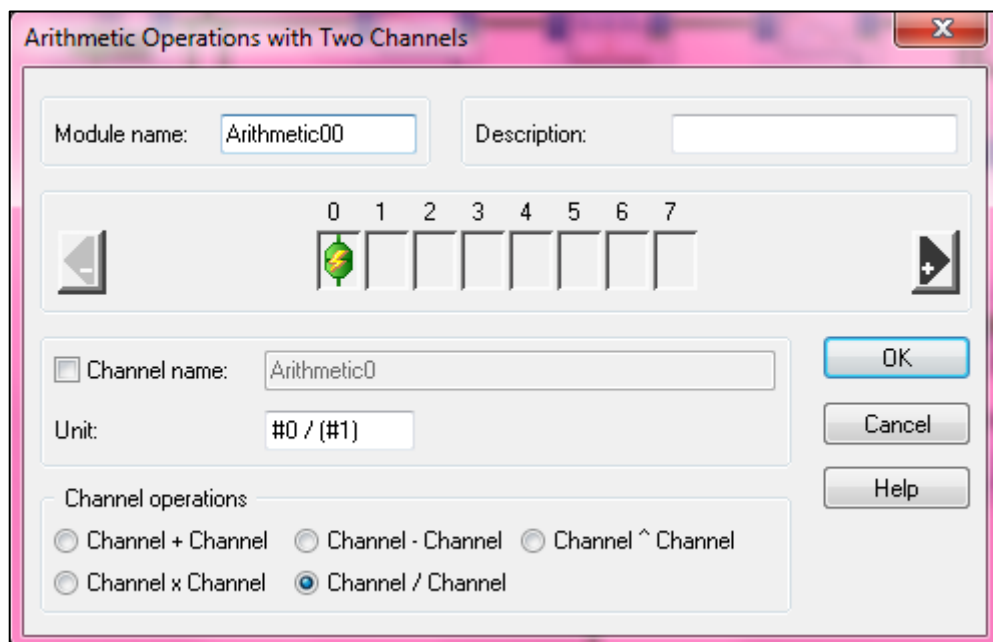 Arithmetic Operations with Two Channels
X
Module name: Arithmetic00 Description:
0 1 2 3 4 5 6 7
- +
Channel name: Arithmetic0
OK
Unit: #0 / (#1)
Cancel
Help
Channel operations
Channel + Channel Channel - Channel Channel ^ Channel
Channel x Channel Channel / Channel